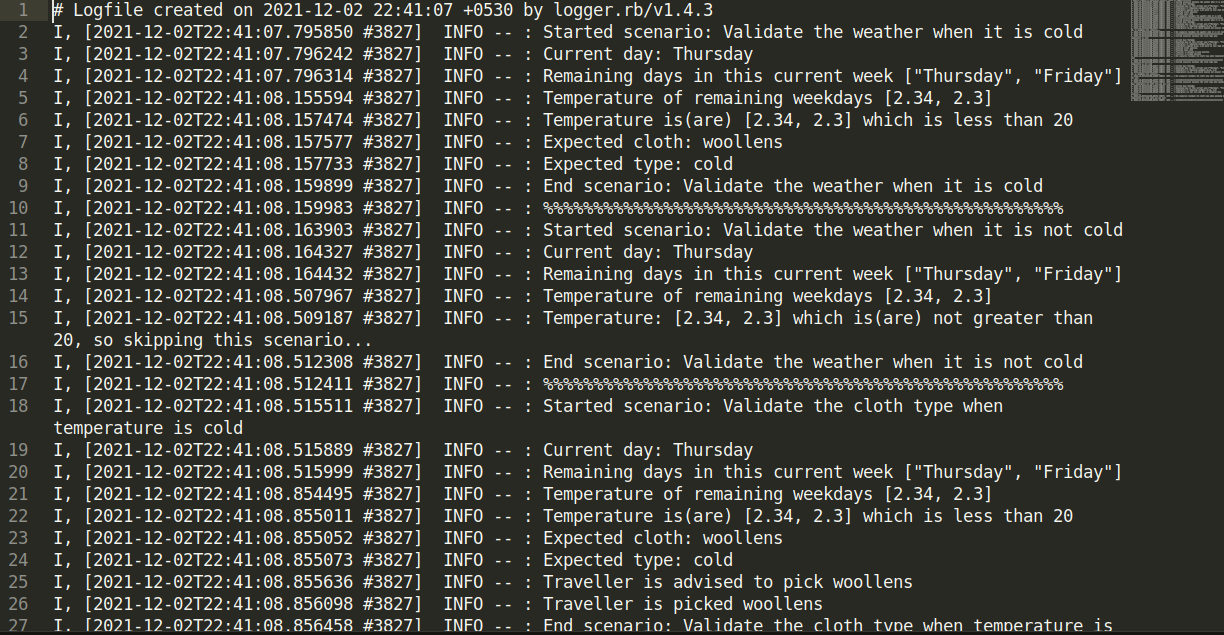 1 # Logfile created on 2021-12-02 22:41:07 +0530 by logger.rb/v1.4.3
2 I, [2021-12-02T22:41:07.795850 #3827]  INFO -- : Started scenario: Validate the weather when it is cold
3 I, [2021-12-02T22:41:07.796242 #3827]  INFO -- : Current day: Thursday
4 I, [2021-12-02T22:41:07.796314 #3827]  INFO -- : Remaining days in this current week ["Thursday", "Friday"]
5 I, [2021-12-02T22:41:08.155594 #3827]  INFO -- : Temperature of remaining weekdays [2.34, 2.3]
6 I, [2021-12-02T22:41:08.157474 #3827]  INFO -- : Temperature is(are) [2.34, 2.3] which is less than 20
7 I, [2021-12-02T22:41:08.157577 #3827]  INFO -- : Expected cloth: woollens
8 I, [2021-12-02T22:41:08.157733 #3827]  INFO -- : Expected type: cold
9 I, [2021-12-02T22:41:08.159899 #3827]  INFO -- : End scenario: Validate the weather when it is cold
10 I, [2021-12-02T22:41:08.159983 #3827]  INFO -- : %%%%%%%%%%%%%%%%%%%%%%%%%%%%%%%%%%%%%%%%%%%%%%%%%%%%
11 I, [2021-12-02T22:41:08.163903 #3827]  INFO -- : Started scenario: Validate the weather when it is not cold
12 I, [2021-12-02T22:41:08.164327 #3827]  INFO -- : Current day: Thursday
13 I, [2021-12-02T22:41:08.164432 #3827]  INFO -- : Remaining days in this current week ["Thursday", "Friday"]
14 I, [2021-12-02T22:41:08.507967 #3827]  INFO -- : Temperature of remaining weekdays [2.34, 2.3]
15 I, [2021-12-02T22:41:08.509187 #3827]  INFO -- : Temperature: [2.34, 2.3] which is(are) not greater than
20, so skipping this scenario...
16 I, [2021-12-02T22:41:08.512308 #3827]  INFO -- : End scenario: Validate the weather when it is not cold
17 I, [2021-12-02T22:41:08.512411 #3827]  INFO -- : %%%%%%%%%%%%%%%%%%%%%%%%%%%%%%%%%%%%%%%%%%%%%%%%%%%%
18 I, [2021-12-02T22:41:08.515511 #3827]  INFO -- : Started scenario: Validate the cloth type when
temperature is cold
19 I, [2021-12-02T22:41:08.515889 #3827]  INFO -- : Current day: Thursday
20 I, [2021-12-02T22:41:08.515999 #3827]  INFO -- : Remaining days in this current week ["Thursday", "Friday"]
21 I, [2021-12-02T22:41:08.854495 #3827]  INFO -- : Temperature of remaining weekdays [2.34, 2.3]
22 I, [2021-12-02T22:41:08.855011 #3827]  INFO -- : Temperature is(are) [2.34, 2.3] which is less than 20
23 I, [2021-12-02T22:41:08.855052 #3827]  INFO -- : Expected cloth: woollens
24 I, [2021-12-02T22:41:08.855073 #3827]  INFO -- : Expected type: cold
25 I, [2021-12-02T22:41:08.855636 #3827]  INFO -- : Traveller is advised to pick woollens
26 I, [2021-12-02T22:41:08.856098 #3827]  INFO -- : Traveller is picked woollens
27 I, [2021-12-02T22:41:08.856458 #3827]  INFO -- : End scenario: Validate the cloth type when temperature is